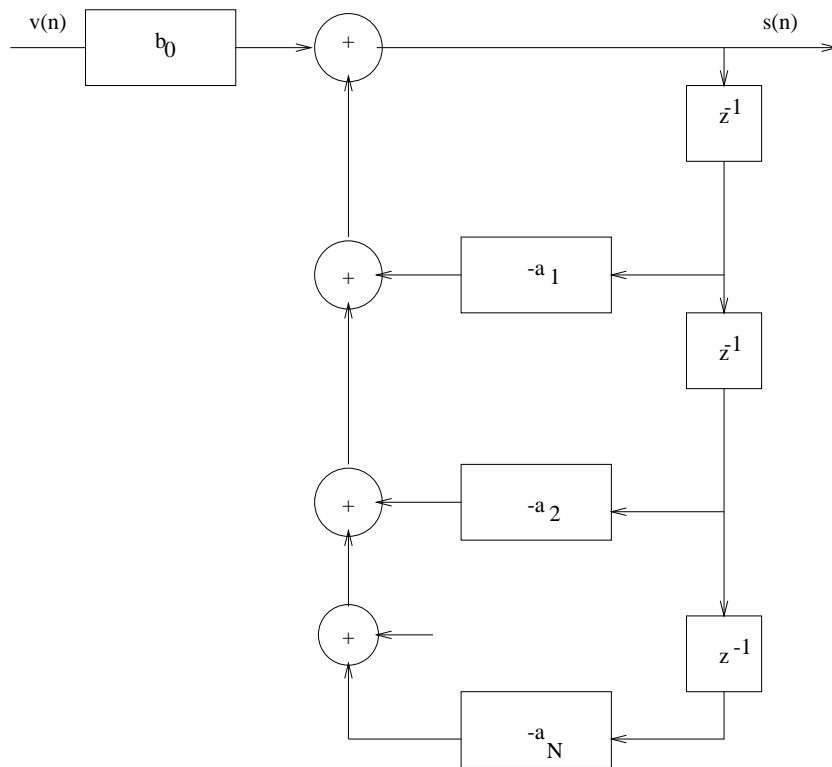 v(n) b0 + s(n)
z-1
+ -a1
z-1
+ -a2
+ z-1
-aN